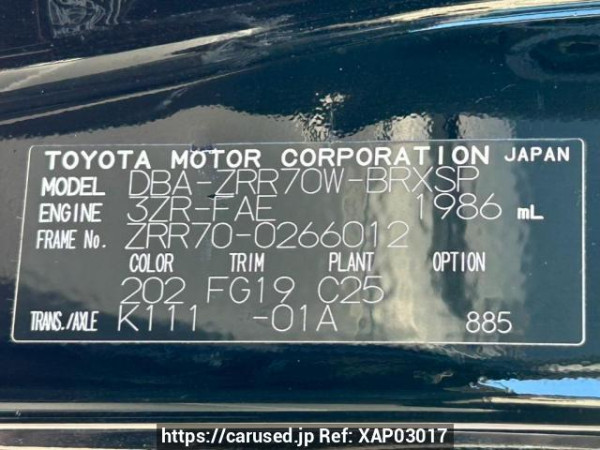 TOYOTA MOTOR CORPORATION JAPAN
MODEL DBA-ZRR70W-BRXSP
ENGINE 3ZR-FAE 1986 mL
FRAME No. ZRR70-0266012
COLOR TRIM PLANT OPTION
202 FG19 C25
TRANS./AXLE K111 -01A 885
https://carused.jp Ref: XAP03017